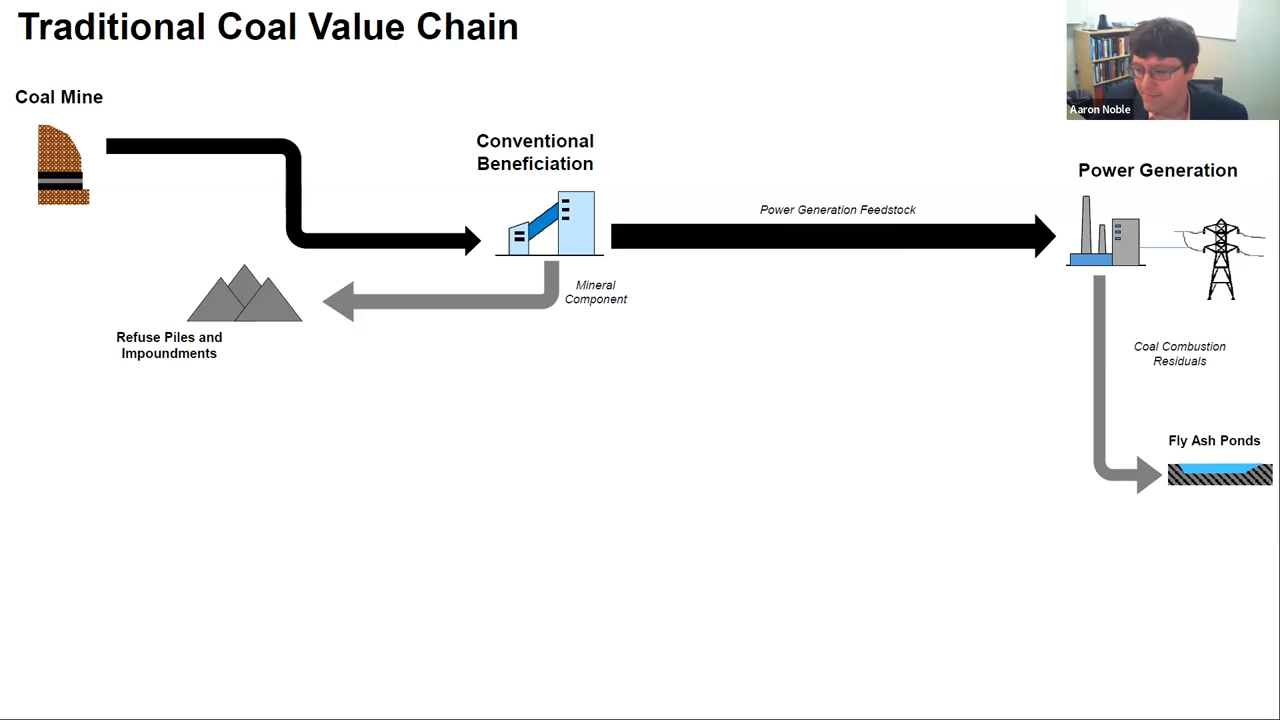 Traditional Coal Value Chain
Aaron Noble
Coal Mine
Conventional
Beneficiation
Power Generation
Power Generation Feedstock
Mineral
Component
Refuse Piles and
Impoundments
Coal Combustion
Residuals
Fly Ash Ponds